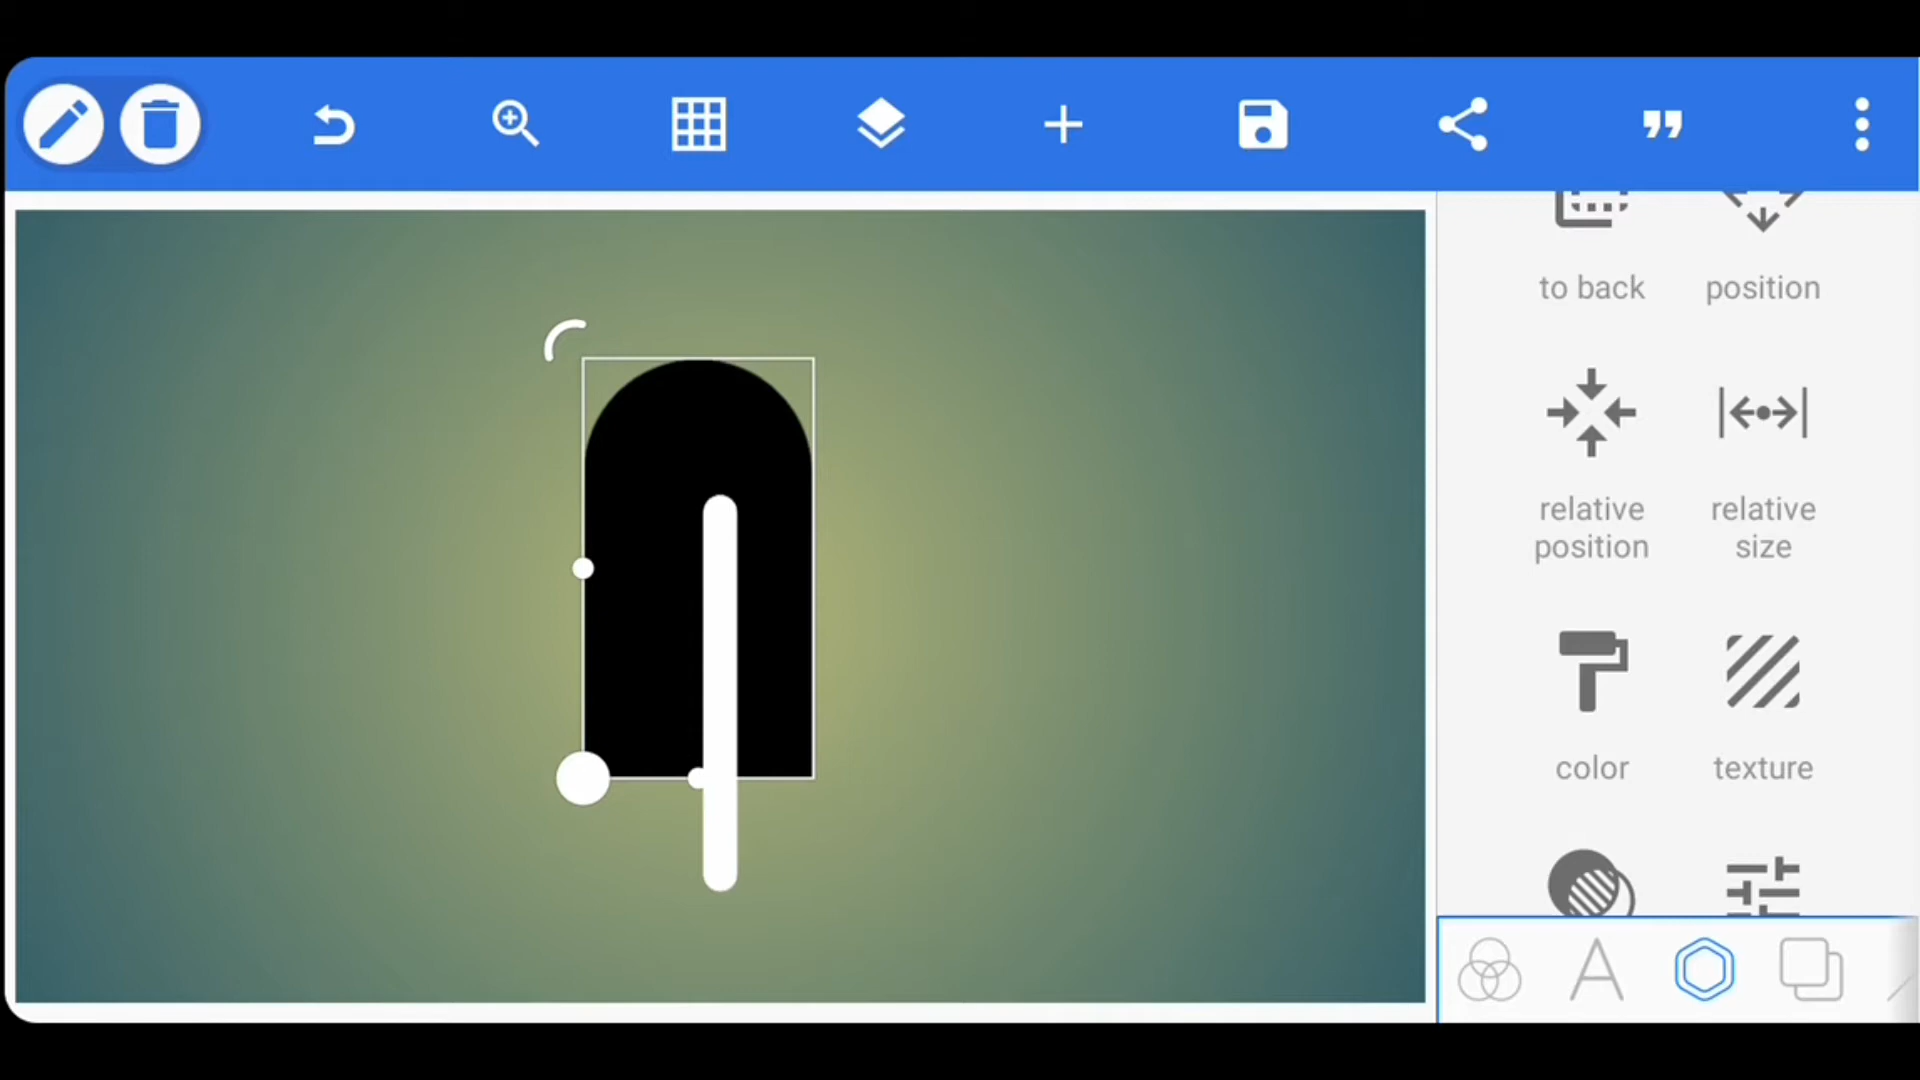 to back
position
relative
position
relative
size
color
texture